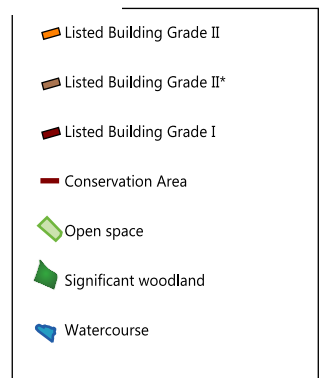 Listed Building Grade II
Listed Building Grade II*
Listed Building Grade I
Conservation Area
Open space
Significant woodland
Watercourse